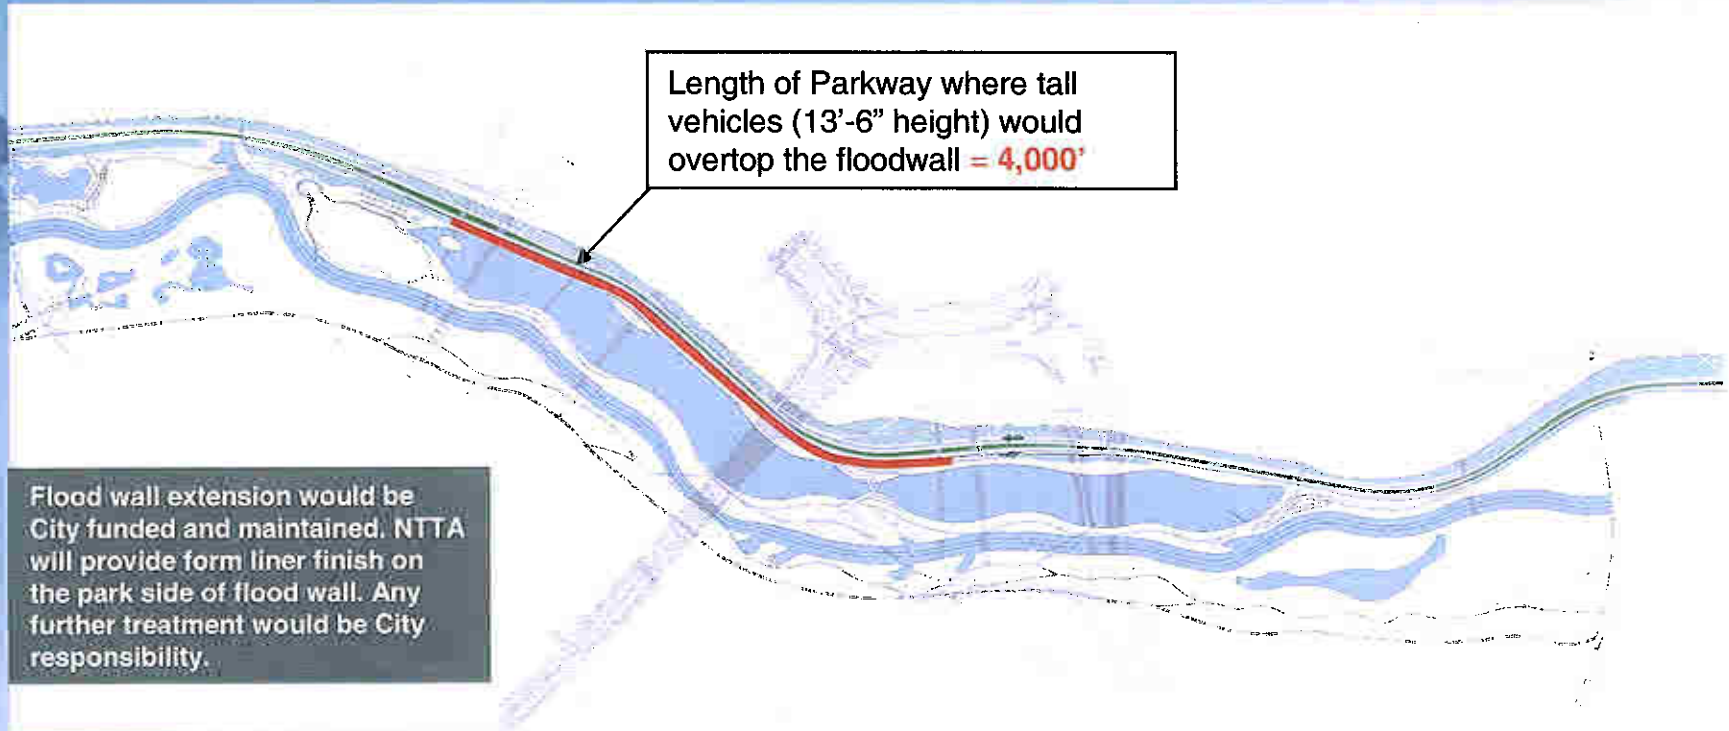 Length of Parkway where tall
vehicles (13'-6” height) would
overtop the floodwall = 4,000'
Flood wall extension would be
City funded and maintained. NTTA
will provide form liner finish on
the park side of flood wall. Any
further treatment would be City
responsibility.